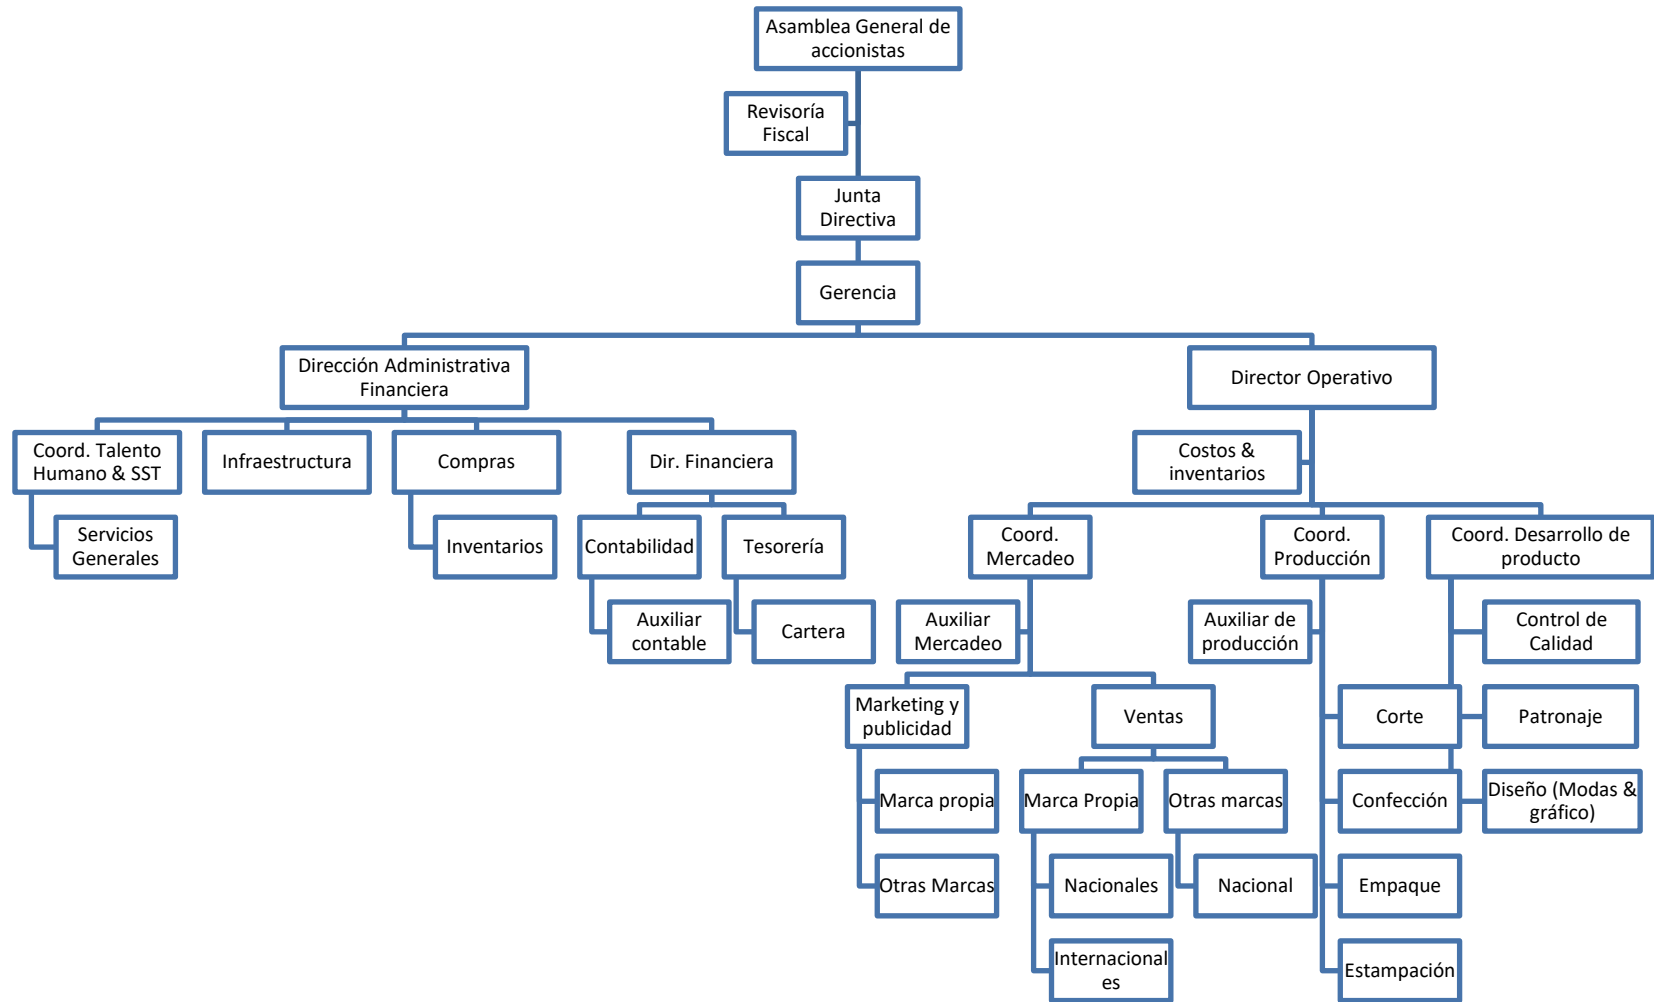 Asamblea General de
accionistas
Revisoría
Fiscal
Junta
Directiva
Gerencia
Dirección Administrativa
Financiera
Director Operativo
Coord. Talento
Humano & SST
Infraestructura
Compras
Dir. Financiera
Costos &
inventarios
Servicios
Generales
Inventarios
Contabilidad
Tesorería
Coord.
Mercadeo
Coord.
Producción
Coord. Desarrollo de
producto
Auxiliar
contable
Cartera
Auxiliar
Mercadeo
Auxiliar de
producción
Control de
Calidad
Marketing y
publicidad
Ventas
Corte
Patronaje
Marca propia
Marca Propia
Otras marcas
Confección
Diseño (Modas &
gráfico)
Otras Marcas
Nacionales
Nacional
Empaque
Internacional
es
Estampación